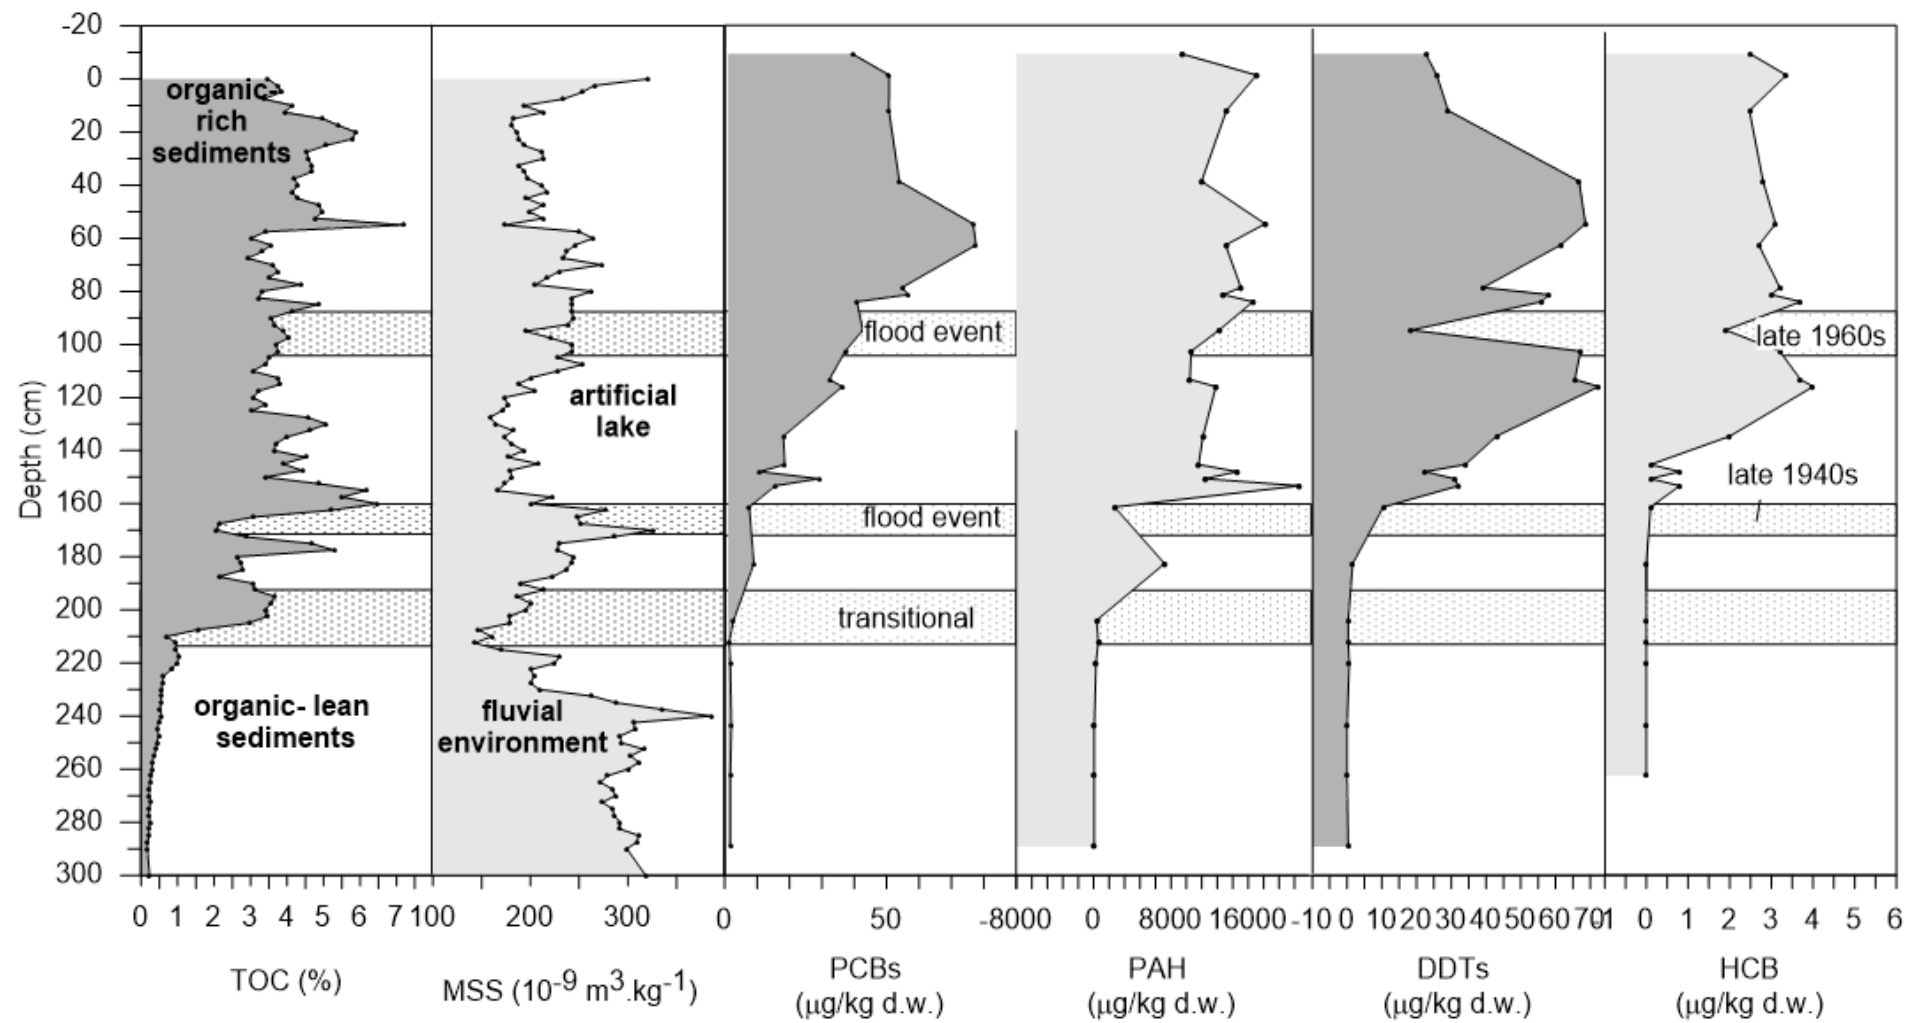 -20
0
20
40
60
80
100
120
140
160
180
200
220
240
260
280
300
Depth (cm)
organic-
rich
sediments
organic- lean
sediments
artificial
lake
fluvial
environment
flood event
flood event
transitional
late 1960s
late 1940s
0 1 2 3 4 5 6 7
100 200 300
0 50
-8000 0 8000 16000
-10 0 10 20 30 40 50 60 70
-1 0 1 2 3 4 5 6
TOC (%)
MSS (10-9 m3.kg-1)
PCBs
(µg/kg d.w.)
PAH
(µg/kg d.w.)
DDTs
(µg/kg d.w.)
HCB
(µg/kg d.w.)